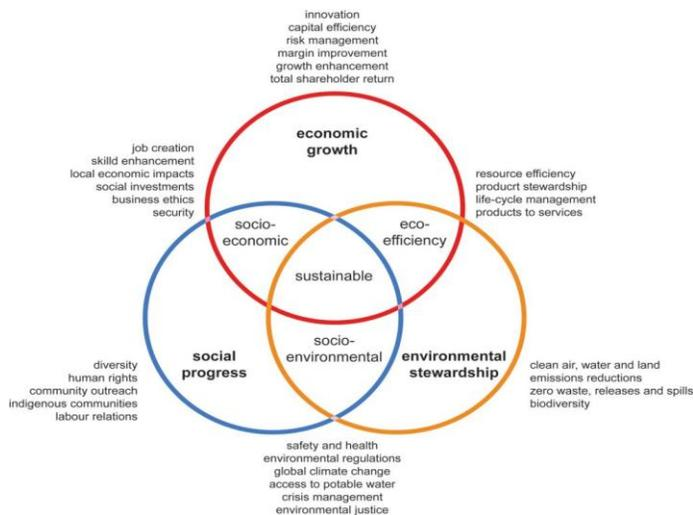 innovation
capital efficiency
risk management
margin improvement
growth enhancement
total shareholder return
economic
growth
job creation
skilld enhancement
local economic impacts
social investments
business ethics
security
resource efficiency
producrt stewardship
life-cycle management
products to services
socio-
economic
eco-
efficiency
sustainable
socio-
environmental
social
progress
environmental
stewardship
diversity
human rights
community outreach
indigenous communities
labour relations
clean air, water and land
emissions reductions
zero waste, releases and spills
biodiversity
safety and health
environmental regulations
global climate change
access to potable water
crisis management
environmental justice